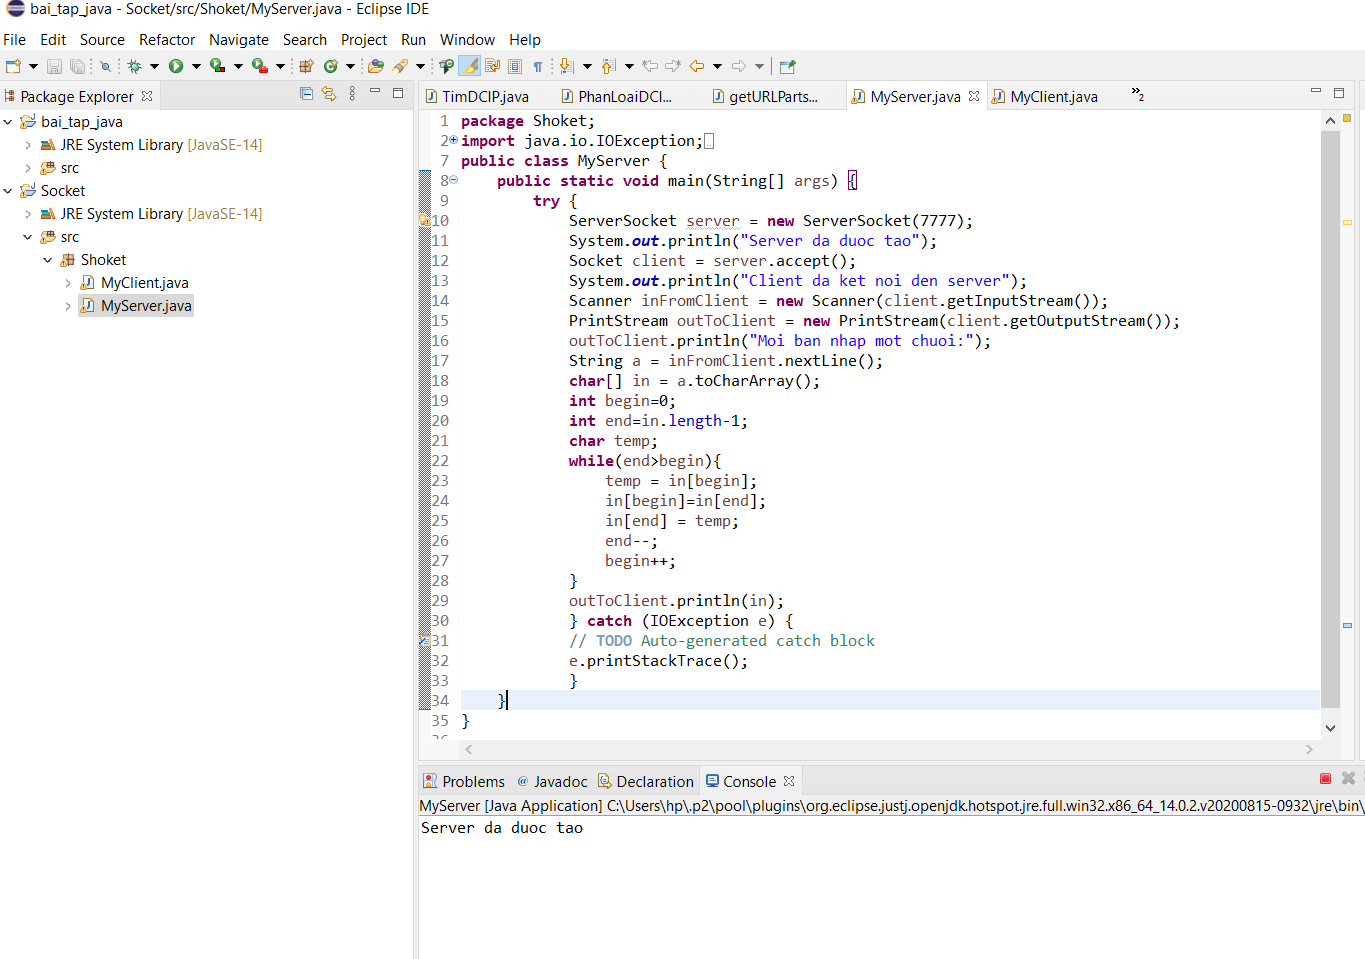 bai_tap_java - Socket/src/Shoket/MyServer.java - Eclipse IDE
File Edit Source Refactor Navigate Search Project Run Window Help
Package Explorer
TimDCIP.java PhanLoaiDCI... getURLParts... MyServer.java MyClient.java »2
bai_tap_java
JRE System Library [JavaSE-14]
src
Socket
JRE System Library [JavaSE-14]
src
Shoket
MyClient.java
MyServer.java
1 package Shoket;
2 import java.io.IOException;
7 public class MyServer {
8 public static void main(String[] args) {
9 try {
10 ServerSocket server = new ServerSocket(7777);
11 System.out.println("Server da duoc tao");
12 Socket client = server.accept();
13 System.out.println("Client da ket noi den server");
14 Scanner inFromClient = new Scanner(client.getInputStream());
15 PrintStream outToClient = new PrintStream(client.getOutputStream());
16 outToClient.println("Moi ban nhap mot chuoi:");
17 String a = inFromClient.nextLine();
18 char[] in = a.toCharArray();
19 int begin=0;
20 int end=in.length-1;
21 char temp;
22 while(end>begin){
23 temp = in[begin];
24 in[begin]=in[end];
25 in[end] = temp;
26 end--;
27 begin++;
28 }
29 outToClient.println(in);
30 } catch (IOException e) {
31 // TODO Auto-generated catch block
32 e.printStackTrace();
33 }
34 }
35 }
Problems @ Javadoc Declaration Console
MyServer [Java Application] C:\Users\hp\.p2\pool\plugins\org.eclipse.justj.openjdk.hotspot.jre.full.win32.x86_64_14.0.2.v20200815-0932\jre\bin\
Server da duoc tao